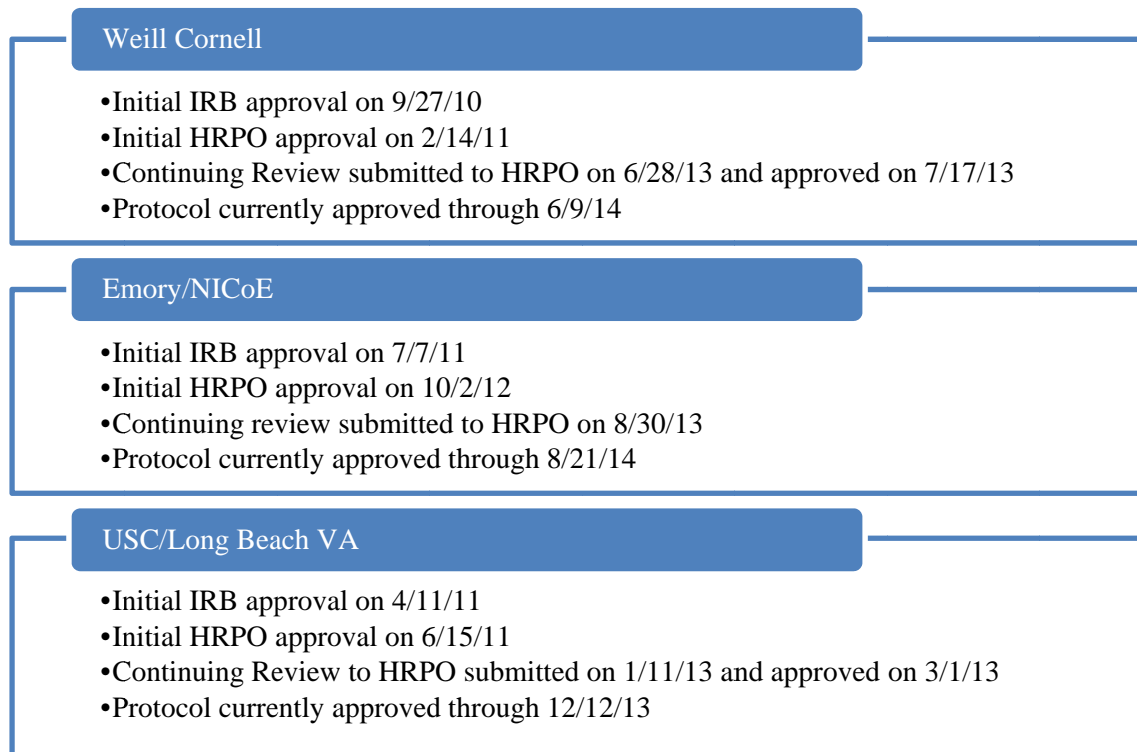 Weill Cornell
•Initial IRB approval on 9/27/10
•Initial HRPO approval on 2/14/11
•Continuing Review submitted to HRPO on 6/28/13 and approved on 7/17/13
•Protocol currently approved through 6/9/14
Emory/NICoE
•Initial IRB approval on 7/7/11
•Initial HRPO approval on 10/2/12
•Continuing review submitted to HRPO on 8/30/13
•Protocol currently approved through 8/21/14
USC/Long Beach VA
•Initial IRB approval on 4/11/11
•Initial HRPO approval on 6/15/11
•Continuing Review to HRPO submitted on 1/11/13 and approved on 3/1/13
•Protocol currently approved through 12/12/13